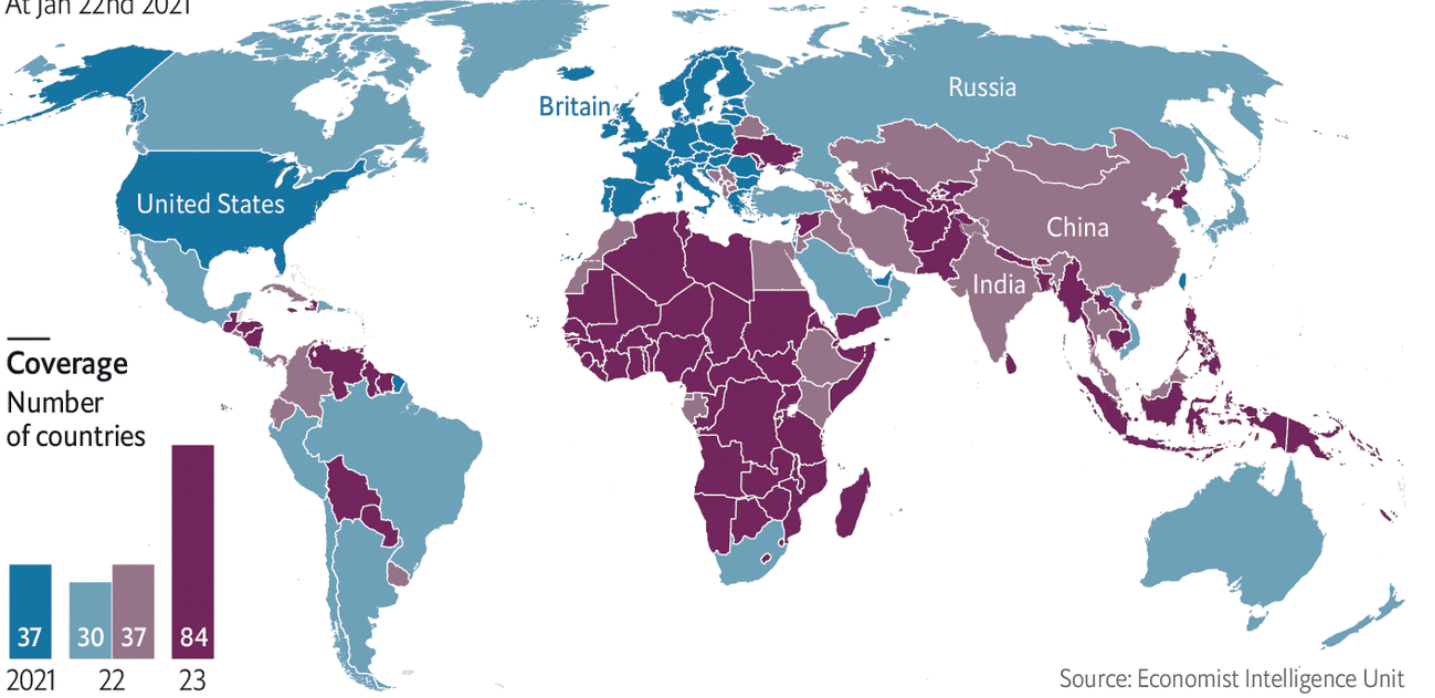 At Jan 22nd 2021
Britain
Russia
United States
China
India
Coverage
Number
of countries
37
30
37
84
2021
22
23
Source: Economist Intelligence Unit